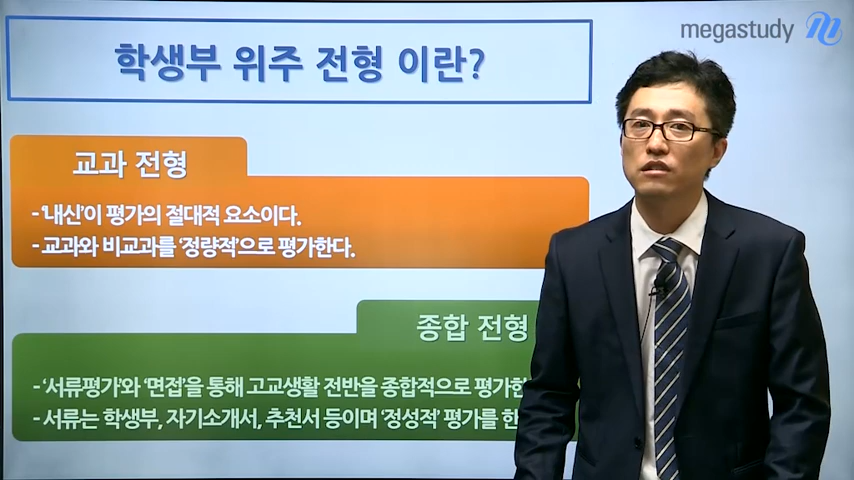 megastudy
학생부 위주 전형 이란?
교과 전형
- '내신'이 평가의 절대적 요소이다.
- 교과와 비교과를 '정량적'으로 평가한다.
종합 전형
- '서류평가'와 '면접'을 통해 고교생활 전반을 종합적으로
- 서류는 학생부, 자기소개서, 추천서 등이며 '정성적' 평가를